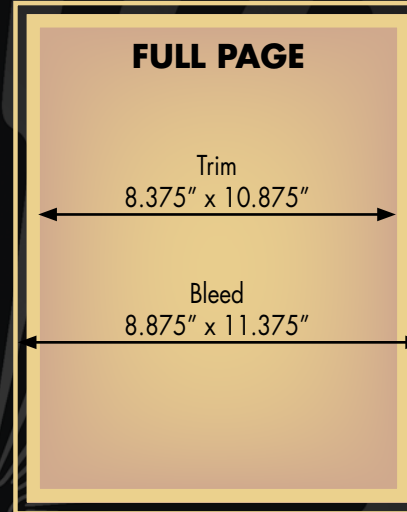 FULL PAGE
Trim
8.375” x 10.875”
Bleed
8.875” x 11.375”